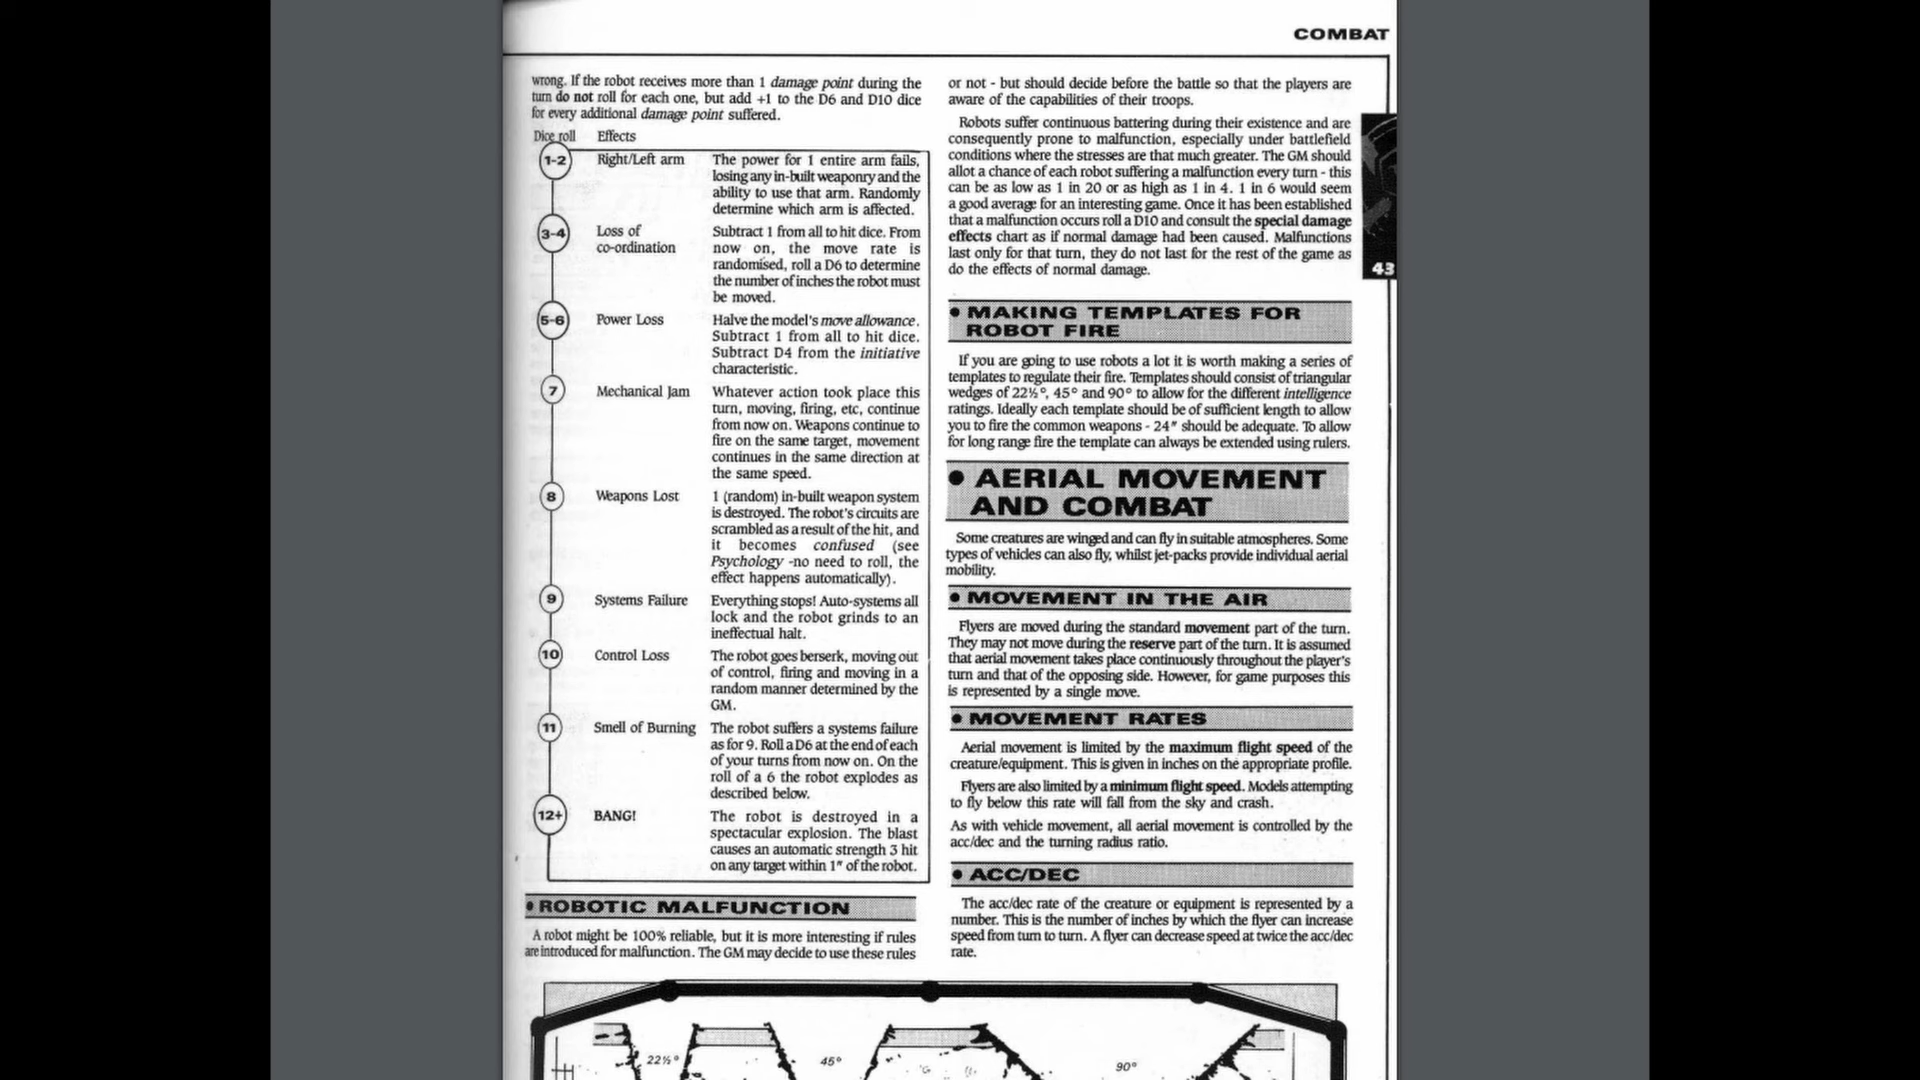 COMBAT
wrong. If the robot receives more than 1 damage point during the
turn do not roll for each one, but add +1 to the D6 and D10 dice
for every additional damage point suffered.
Dice roll Effects
1-2 Right/Left arm The power for 1 entire arm fails,
losing any in-built weaponry and the
ability to use that arm. Randomly
determine which arm is affected.
3-4 Loss of co-ordination Subtract 1 from all to hit dice. From
now on, the move rate is
randomised, roll a D6 to determine
the number of inches the robot must
be moved.
5-6 Power Loss Halve the model's move allowance.
Subtract 1 from all to hit dice.
Subtract D4 from the initiative
characteristic.
7 Mechanical Jam Whatever action took place this
turn, moving, firing, etc, continue
from now on. Weapons continue to
fire on the same target, movement
continues in the same direction at
the same speed.
8 Weapons Lost 1 (random) in-built weapon system
is destroyed. The robot's circuits are
scrambled as a result of the hit, and
it becomes confused (see
Psychology -no need to roll, the
effect happens automatically).
9 Systems Failure Everything stops! Auto-systems all
lock and the robot grinds to an
ineffectual halt.
10 Control Loss The robot goes berserk, moving out
of control, firing and moving in a
random manner determined by the
GM.
11 Smell of Burning The robot suffers a systems failure
as for 9. Roll a D6 at the end of each
of your turns from now on. On the
roll of a 6 the robot explodes as
described below.
12+ BANG! The robot is destroyed in a
spectacular explosion. The blast
causes an automatic strength 3 hit
on any target within 1" of the robot.
• ROBOTIC MALFUNCTION
A robot might be 100% reliable, but it is more interesting if rules
are introduced for malfunction. The GM may decide to use these rules
or not - but should decide before the battle so that the players are
aware of the capabilities of their troops.
Robots suffer continuous battering during their existence and are
consequently prone to malfunction, especially under battlefield
conditions where the stresses are that much greater. The GM should
allot a chance of each robot suffering a malfunction every turn - this
can be as low as 1 in 20 or as high as 1 in 4. 1 in 6 would seem
a good average for an interesting game. Once it has been established
that a malfunction occurs roll a D10 and consult the special damage
effects chart as if normal damage had been caused. Malfunctions
last only for that turn, they do not last for the rest of the game as
do the effects of normal damage.
43
• MAKING TEMPLATES FOR
ROBOT FIRE
If you are going to use robots a lot it is worth making a series of
templates to regulate their fire. Templates should consist of triangular
wedges of 22½°, 45° and 90° to allow for the different intelligence
ratings. Ideally each template should be of sufficient length to allow
you to fire the common weapons - 24" should be adequate. To allow
for long range fire the template can always be extended using rulers.
• AERIAL MOVEMENT
AND COMBAT
Some creatures are winged and can fly in suitable atmospheres. Some
types of vehicles can also fly, whilst jet-packs provide individual aerial
mobility.
• MOVEMENT IN THE AIR
Flyers are moved during the standard movement part of the turn.
They may not move during the reserve part of the turn. It is assumed
that aerial movement takes place continuously throughout the player's
turn and that of the opposing side. However, for game purposes this
is represented by a single move.
• MOVEMENT RATES
Aerial movement is limited by the maximum flight speed of the
creature/equipment. This is given in inches on the appropriate profile.
Flyers are also limited by a minimum flight speed. Models attempting
to fly below this rate will fall from the sky and crash.
As with vehicle movement, all aerial movement is controlled by the
acc/dec and the turning radius ratio.
• ACC/DEC
The acc/dec rate of the creature or equipment is represented by a
number. This is the number of inches by which the flyer can increase
speed from turn to turn. A flyer can decrease speed at twice the acc/dec
rate.
22½° 45° 90°